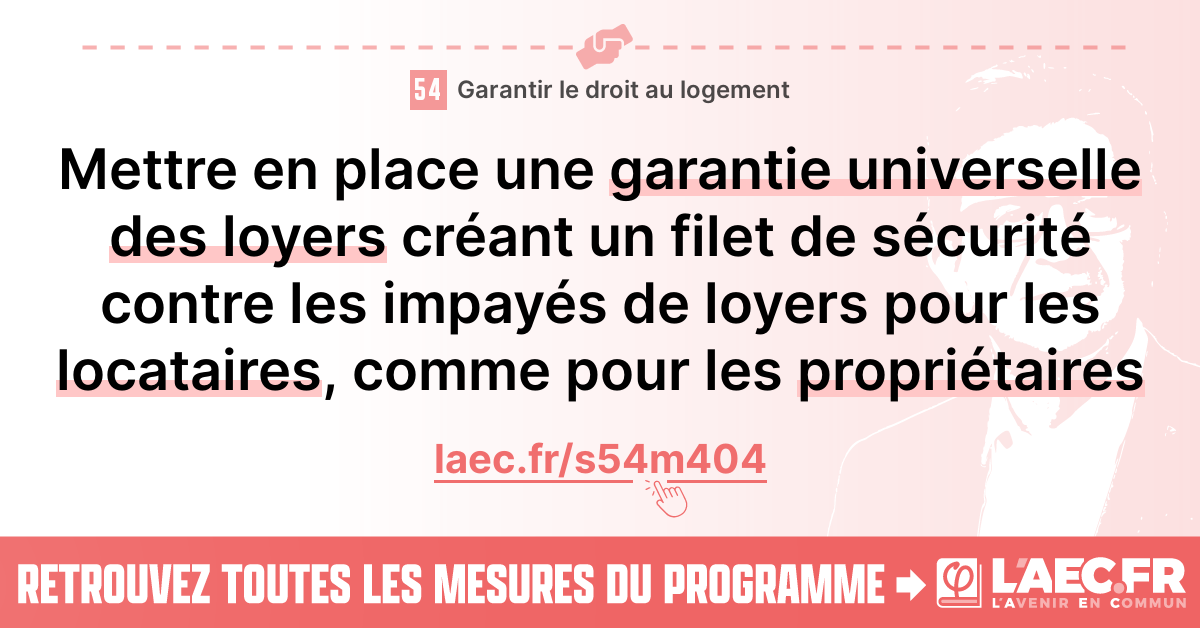 54 Garantir le droit au logement
Mettre en place une garantie universelle
des loyers créant un filet de sécurité
contre les impayés de loyers pour les
locataires, comme pour les propriétaires
laec.fr/s54m404
RETROUVEZ TOUTES LES MESURES DU PROGRAMME
φ L'AEC.FR
L'AVENIR EN COMMUN